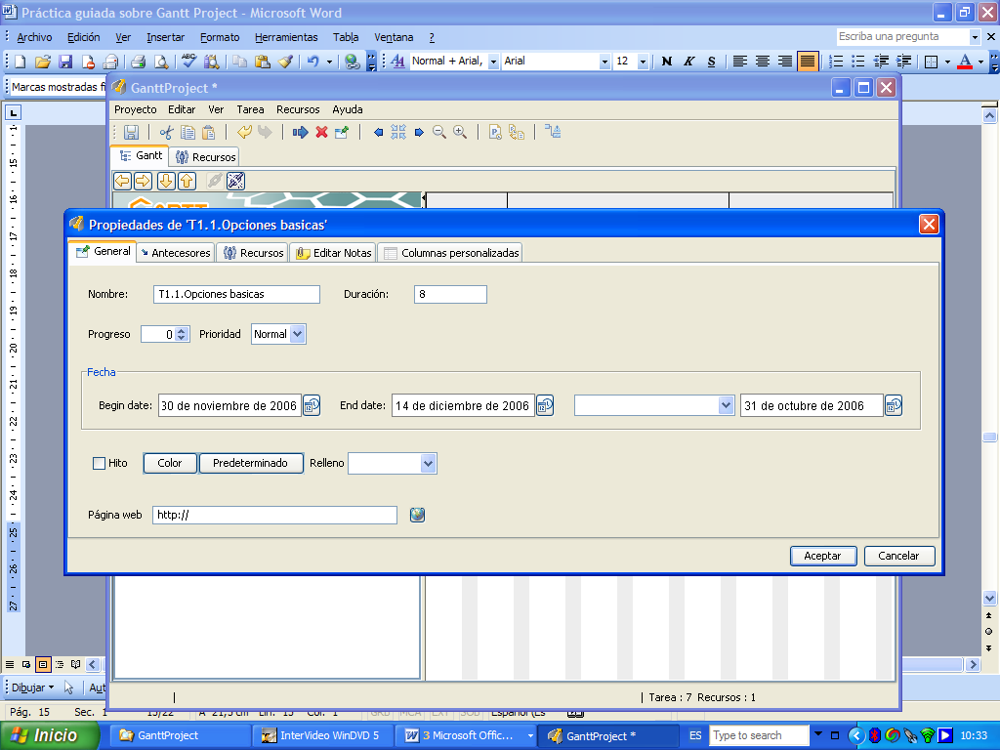 Práctica guiada sobre Gantt Project - Microsoft Word
Archivo Edición Ver Insertar Formato Herramientas Tabla Ventana ? Escriba una pregunta
Normal + Arial, Arial 12 N K S
Marcas mostradas fi
GanttProject *
Proyecto Editar Ver Tarea Recursos Ayuda
Gantt Recursos
Propiedades de 'T1.1.Opciones basicas'
General Antecesores Recursos Editar Notas Columnas personalizadas
Nombre: T1.1.Opciones basicas Duración: 8
Progreso 0 Prioridad Normal
Fecha
Begin date: 30 de noviembre de 2006 End date: 14 de diciembre de 2006 31 de octubre de 2006
Hito Color Predeterminado Relleno
Página web http://
Aceptar Cancelar
Dibujar Aut
Tarea : 7 Recursos : 1
Pág. 15 Sec. 1 15/22 A 21,5 cm Lín. 15 Col. 1 GRB MCA EXT SOB Español (Es
Inicio GanttProject InterVideo WinDVD 5 3 Microsoft Offic... GanttProject * ES Type to search 10:33